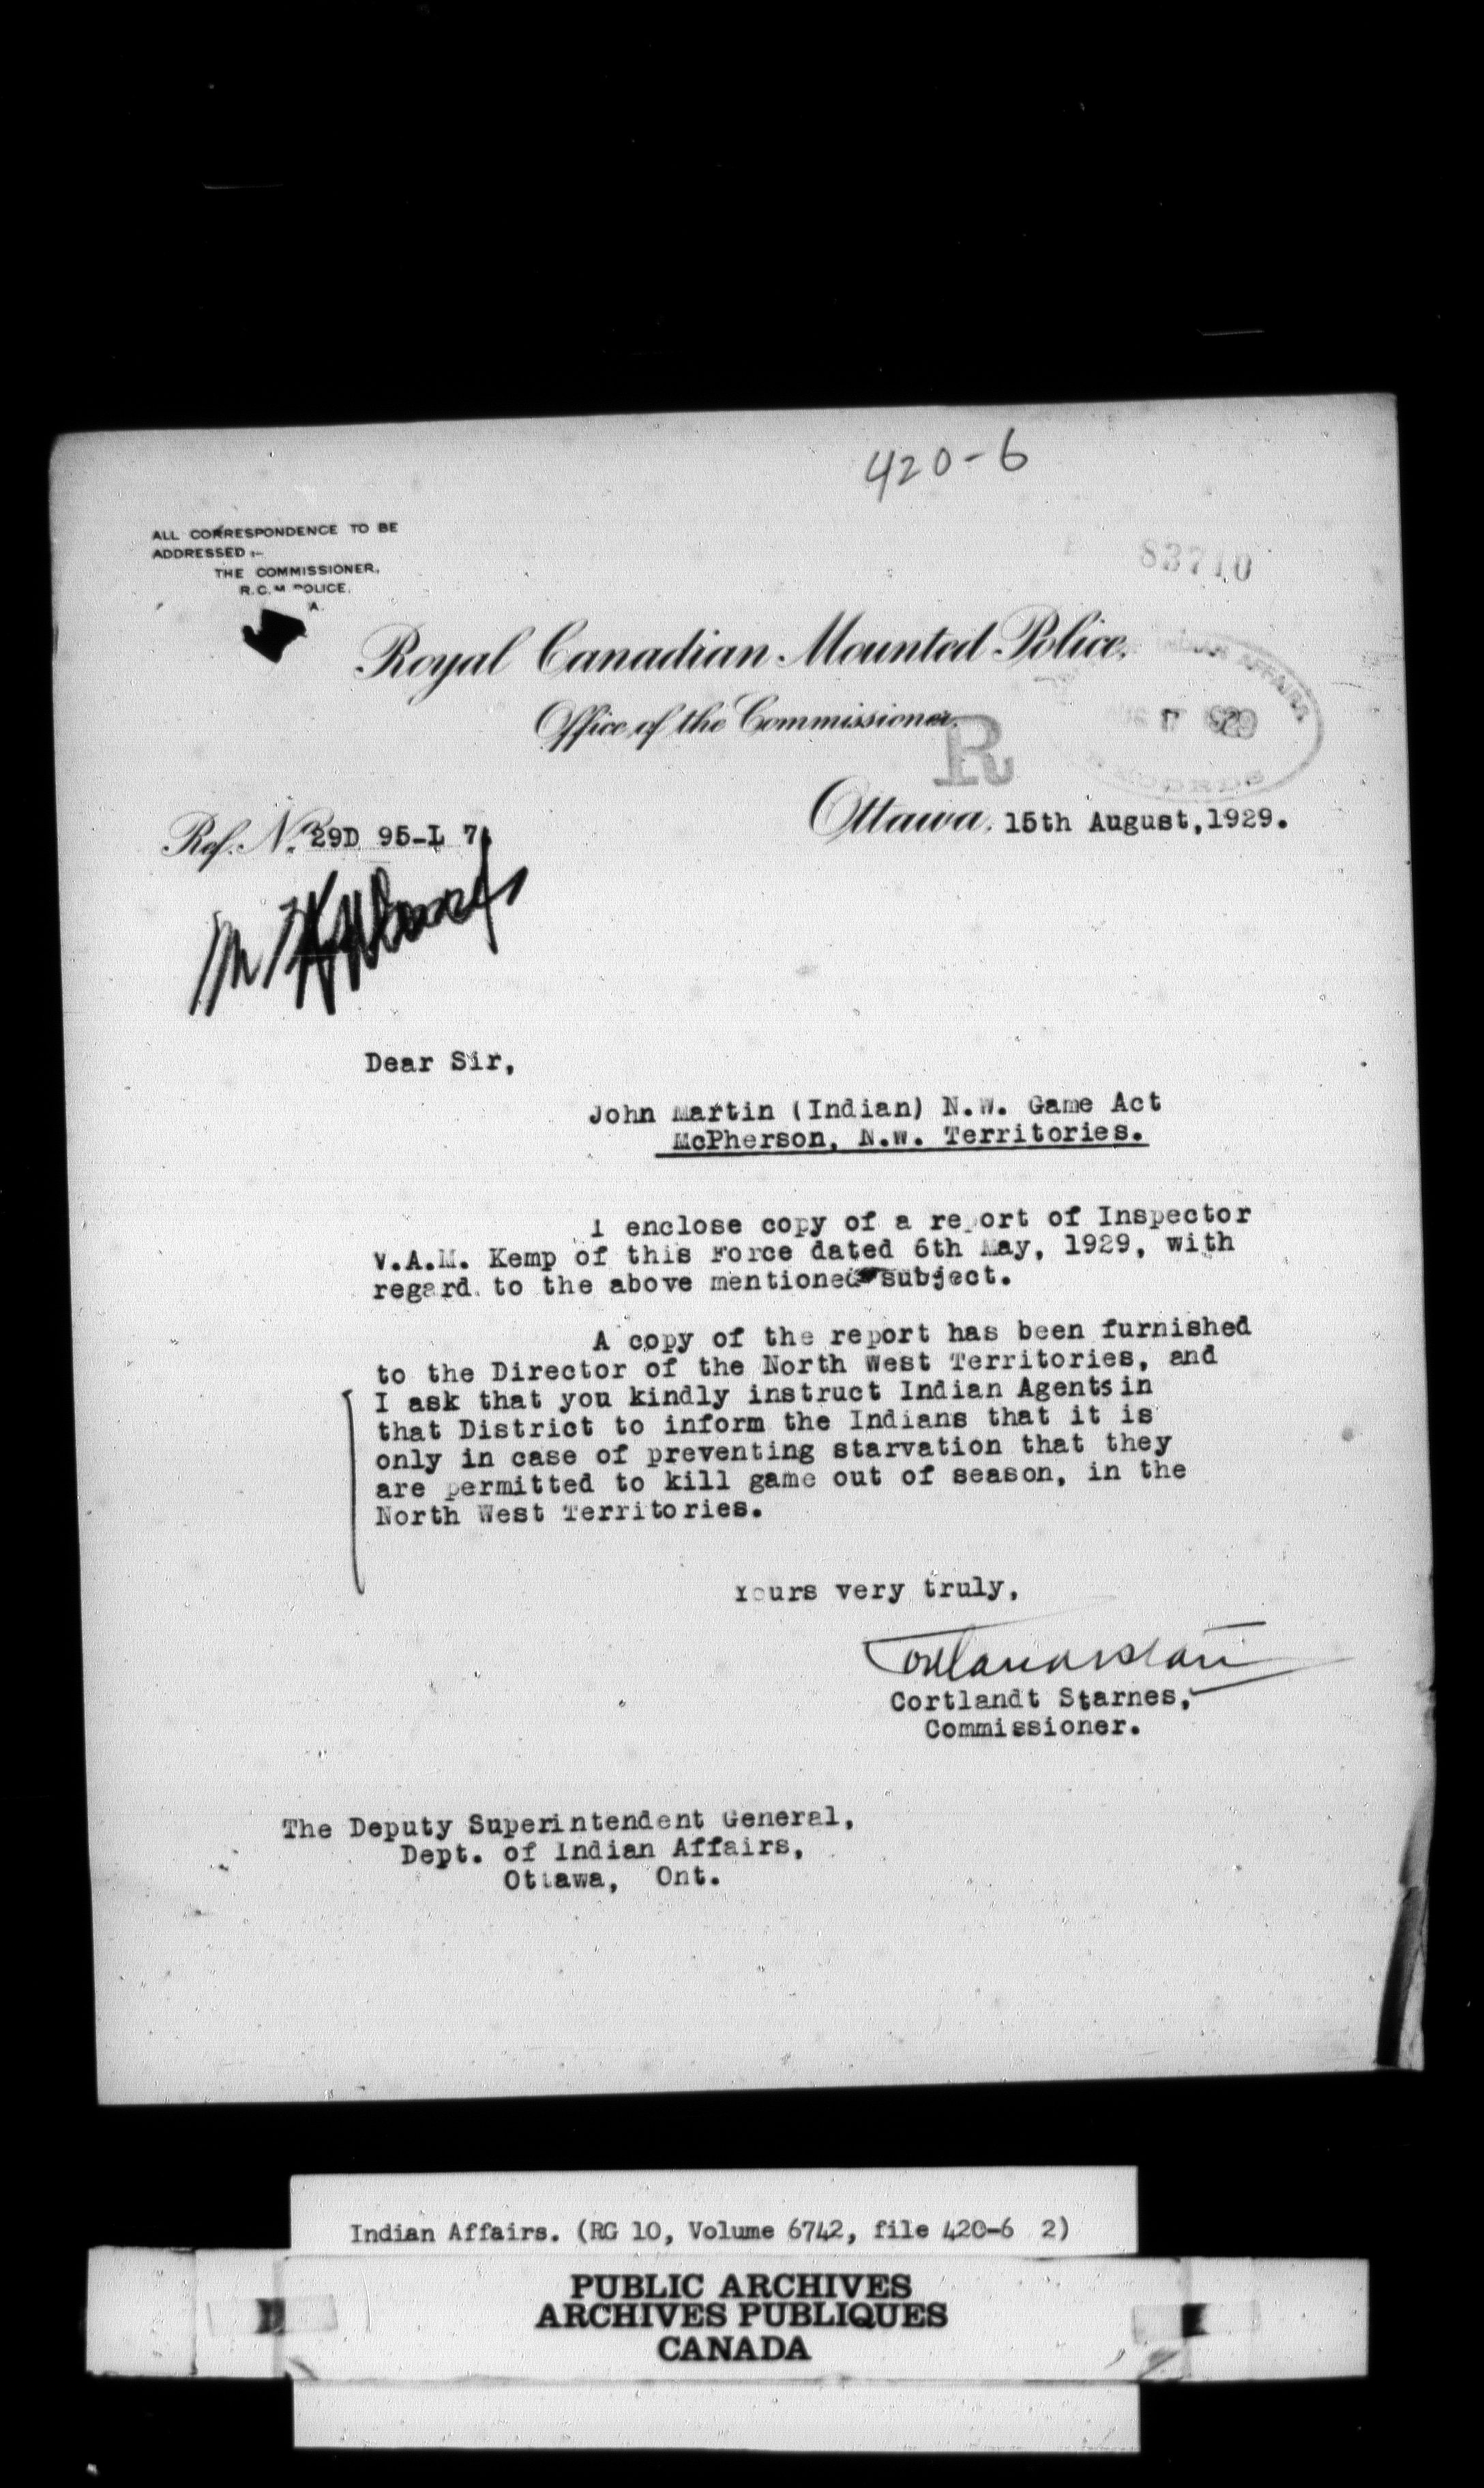 420-6
ALL CORRESPONDENCE TO BE
ADDRESSED :-
THE COMMISSIONER,
R.C.M. POLICE.
A.
83710
Royal Canadian Mounted Police.
Office of the Commissioner.
INDIAN AFFAIRS
AUG 17 1929
RECORDS
R
Ottawa, 15th August, 1929.
Ref. No. 29D 95-L 7
Dear Sir,
John Martin (Indian) N.W. Game Act
McPherson, N.W. Territories.
I enclose copy of a report of Inspector
V.A.M. Kemp of this Force dated 6th May, 1929, with
regard to the above mentioned subject.
A copy of the report has been furnished
to the Director of the North West Territories, and
I ask that you kindly instruct Indian Agents in
that District to inform the Indians that it is
only in case of preventing starvation that they
are permitted to kill game out of season, in the
North West Territories.
Yours very truly,
Cortlandt Starnes,
Commissioner.
The Deputy Superintendent General,
Dept. of Indian Affairs,
Ottawa, Ont.
Indian Affairs. (RG 10, Volume 6742, file 420-6 2)
PUBLIC ARCHIVES
ARCHIVES PUBLIQUES
CANADA